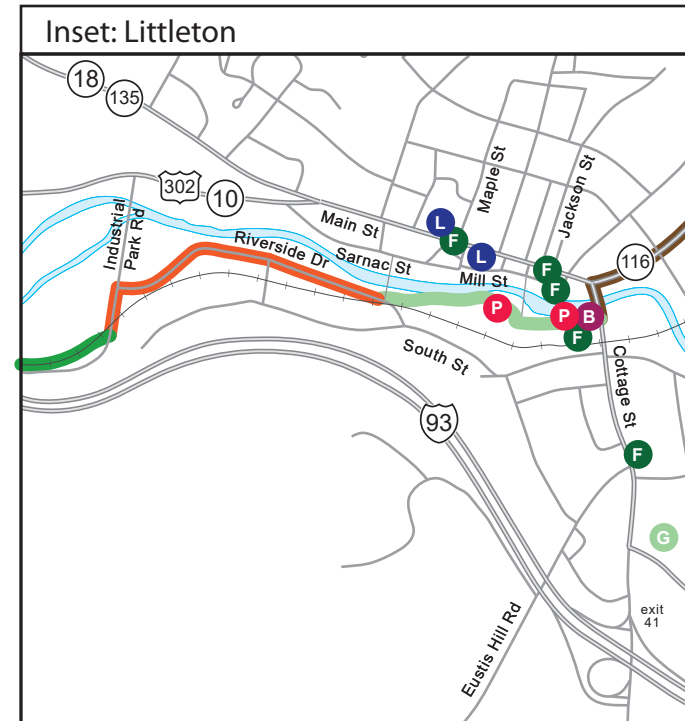 Inset: Littleton
18
135
302
10
Industrial
Park Rd
Main St
Maple St
Jackson St
Riverside Dr
Sarnac St
Mill St
116
L
F
L
F
F
P
P
B
F
South St
Cottage St
93
F
G
Eustis Hill Rd
exit
41